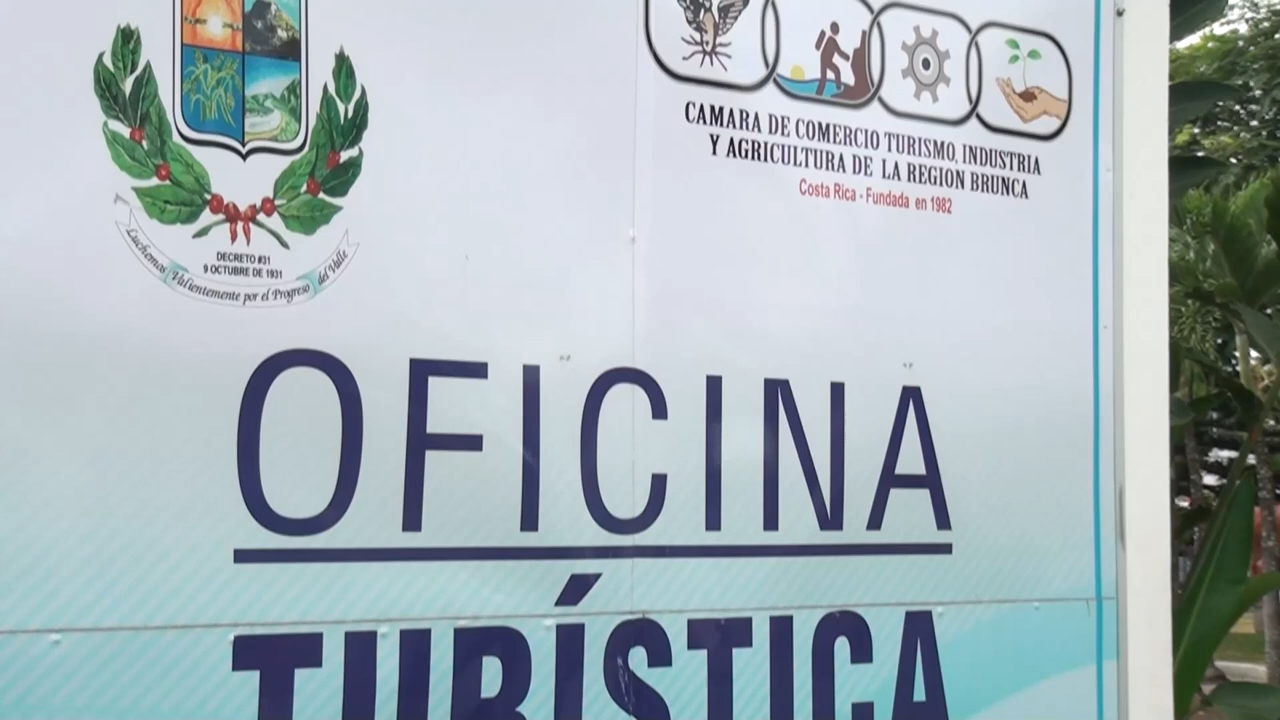 CAMARA DE COMERCIO TURISMO, INDUSTRIA
Y AGRICULTURA DE LA REGION BRUNCA
Costa Rica - Fundada en 1982
DECRETO #31
9 OCTUBRE DE 1931
Luchemos Valientemente por el Progreso del Valle
OFICINA
TURÍSTICA